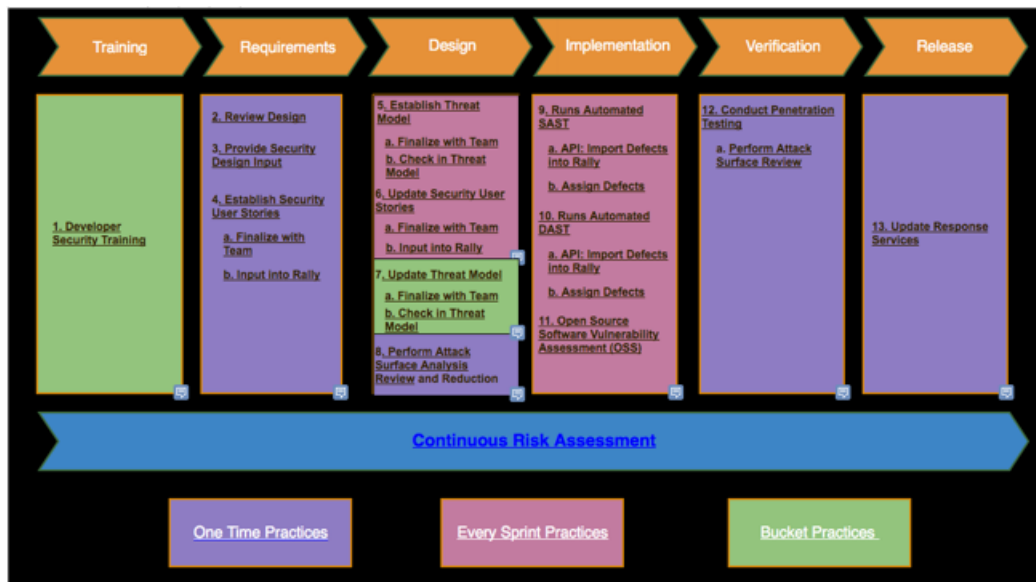 Training
Requirements
Design
Implementation
Verification
Release
1. Developer
Security Training
2. Review Design
3. Provide Security
Design Input
4. Establish Security
User Stories
a. Finalize with
Team
b. Input into Rally
5. Establish Threat
Model
a. Finalize with Team
b. Check in Threat
Model
6. Update Security User
Stories
a. Finalize with Team
b. Input into Rally
7. Update Threat Model
a. Finalize with Team
b. Check in Threat
Model
8. Perform Attack
Surface Analysis
Review and Reduction
9. Runs Automated
SAST
a. API: Import Defects
into Rally
b. Assign Defects
10. Runs Automated
DAST
a. API: Import Defects
into Rally
b. Assign Defects
11. Open Source
Software Vulnerability
Assessment (OSS)
12. Conduct Penetration
Testing
a. Perform Attack
Surface Review
13. Update Response
Services
Continuous Risk Assessment
One Time Practices
Every Sprint Practices
Bucket Practices